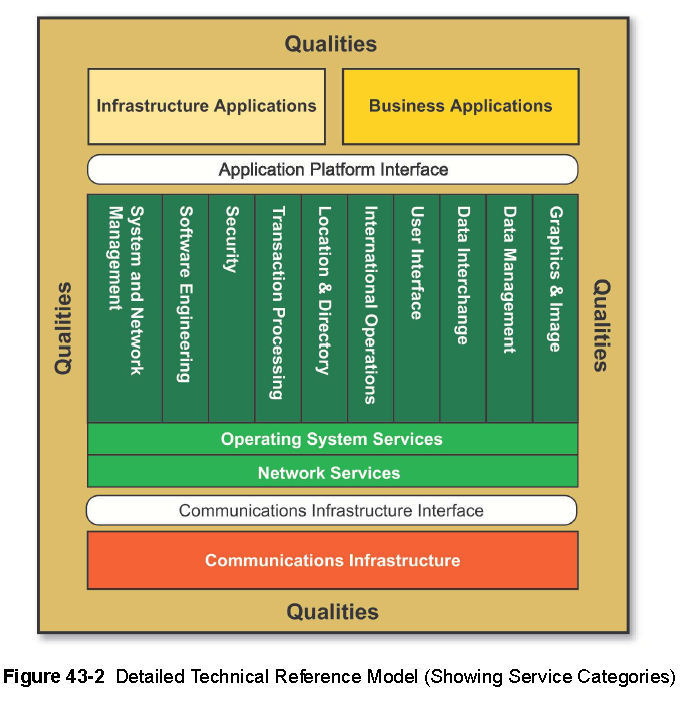 Qualities
Infrastructure Applications
Business Applications
Application Platform Interface
Qualities
System and Network
Management
Software Engineering
Security
Transaction Processing
Location & Directory
International Operations
User Interface
Data Interchange
Data Management
Graphics & Image
Qualities
Operating System Services
Network Services
Communications Infrastructure Interface
Communications Infrastructure
Qualities
Figure 43-2 Detailed Technical Reference Model (Showing Service Categories)